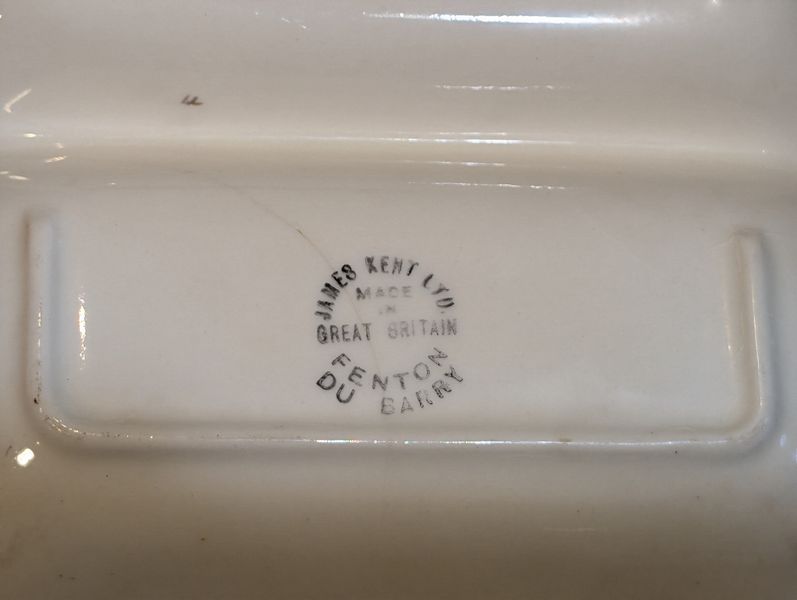 JAMES KENT LTD.
MADE
IN
GREAT BRITAIN
FENTON
DU BARRY